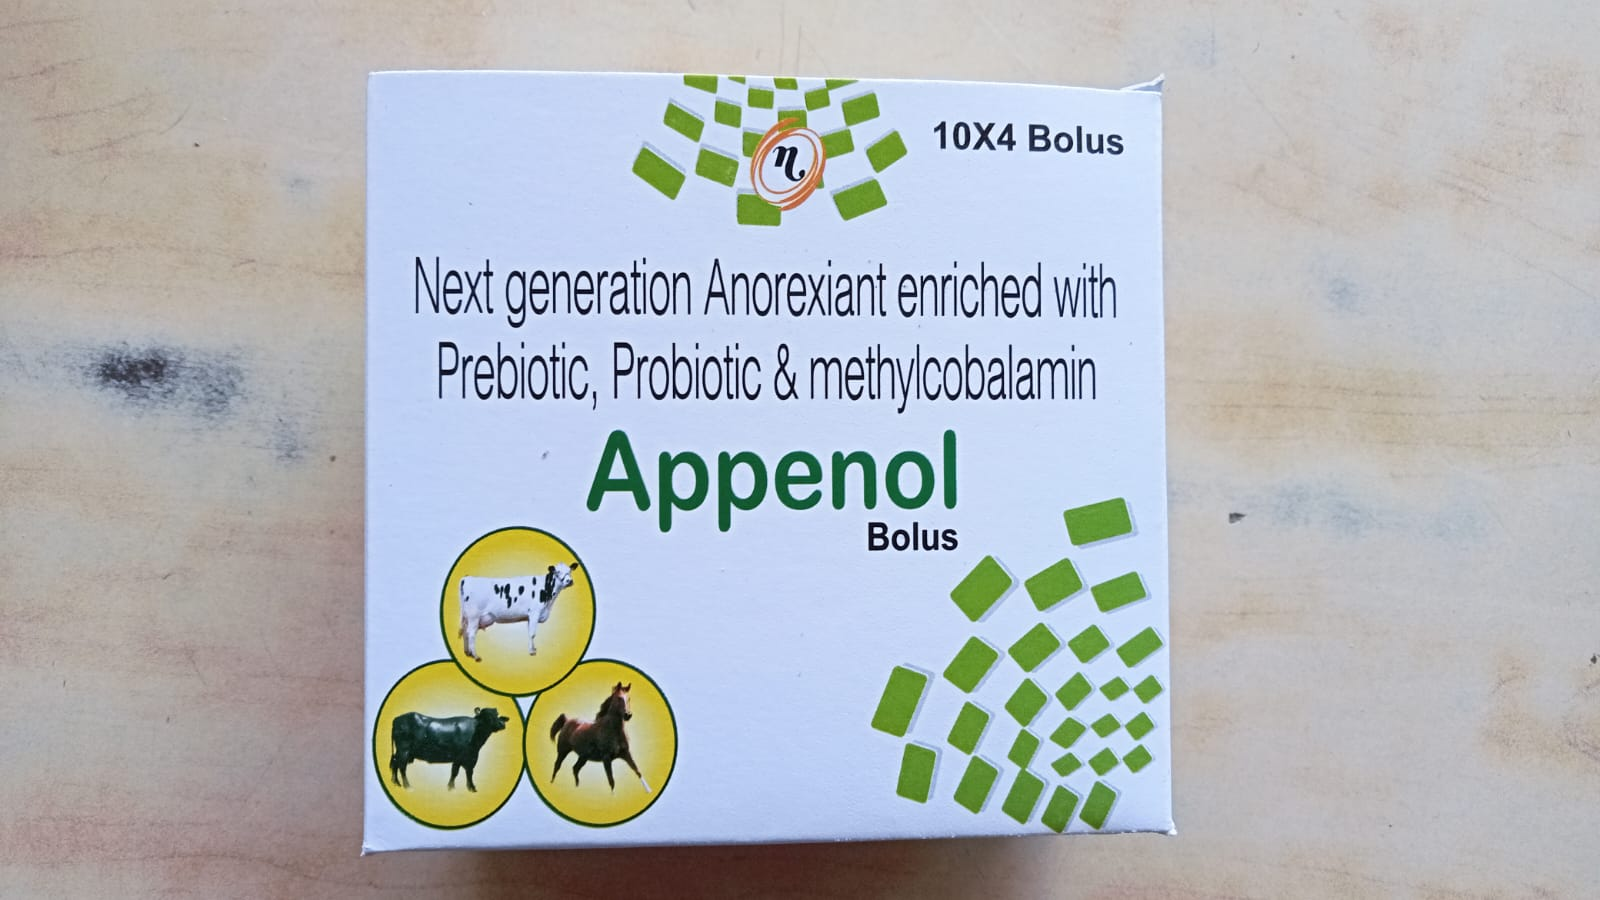 n
10X4 Bolus
Next generation Anorexiant enriched with
Prebiotic, Probiotic & methylcobalamin
Appenol
Bolus